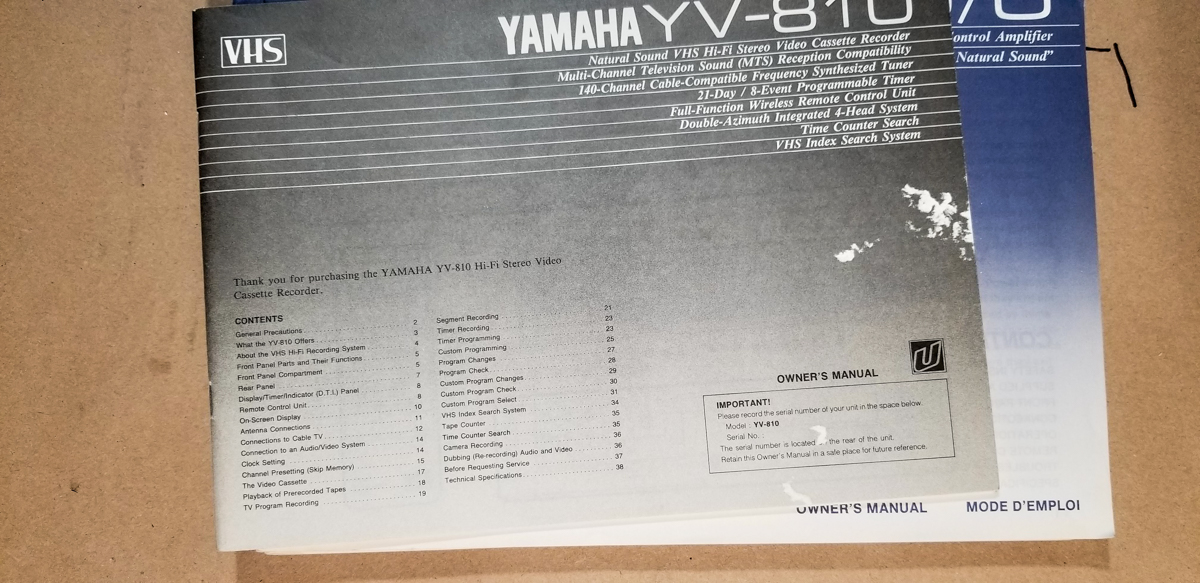 VHS
YAMAHA YV-810
Natural Sound VHS Hi-Fi Stereo Video Cassette Recorder
Multi-Channel Television Sound (MTS) Reception Compatibility
140-Channel Cable-Compatible Frequency Synthesized Tuner
21-Day / 8-Event Programmable Timer
Full-Function Wireless Remote Control Unit
Double-Azimuth Integrated 4-Head System
Time Counter Search
VHS Index Search System
Thank you for purchasing the YAMAHA YV-810 Hi-Fi Stereo Video
Cassette Recorder.
CONTENTS
General Precautions 2
What the YV-810 Offers 3
About the VHS Hi-Fi Recording System 4
Front Panel Parts and Their Functions 5
Front Panel Compartment 5
Rear Panel 7
Display/Timer/Indicator (D.T.I.) Panel 8
Remote Control Unit 8
On-Screen Display 10
Antenna Connections 11
Connections to Cable TV 12
Connection to an Audio/Video System 14
Clock Setting 14
Channel Presetting (Skip Memory) 15
The Video Cassette 17
Playback of Prerecorded Tapes 18
TV Program Recording 19
Segment Recording 21
Timer Recording 23
Timer Programming 23
Custom Programming 25
Program Changes 27
Program Check 28
Custom Program Changes 29
Custom Program Check 30
Custom Program Select 31
VHS Index Search System 34
Tape Counter 35
Time Counter Search 35
Camera Recording 36
Dubbing (Re-recording) Audio and Video 36
Before Requesting Service 37
Technical Specifications 38
OWNER'S MANUAL
IMPORTANT!
Please record the serial number of your unit in the space below.
Model : YV-810
Serial No. :
The serial number is located the rear of the unit.
Retain this Owner's Manual in a safe place for future reference.
ontrol Amplifier
Natural Sound"
OWNER'S MANUAL
MODE D'EMPLOI